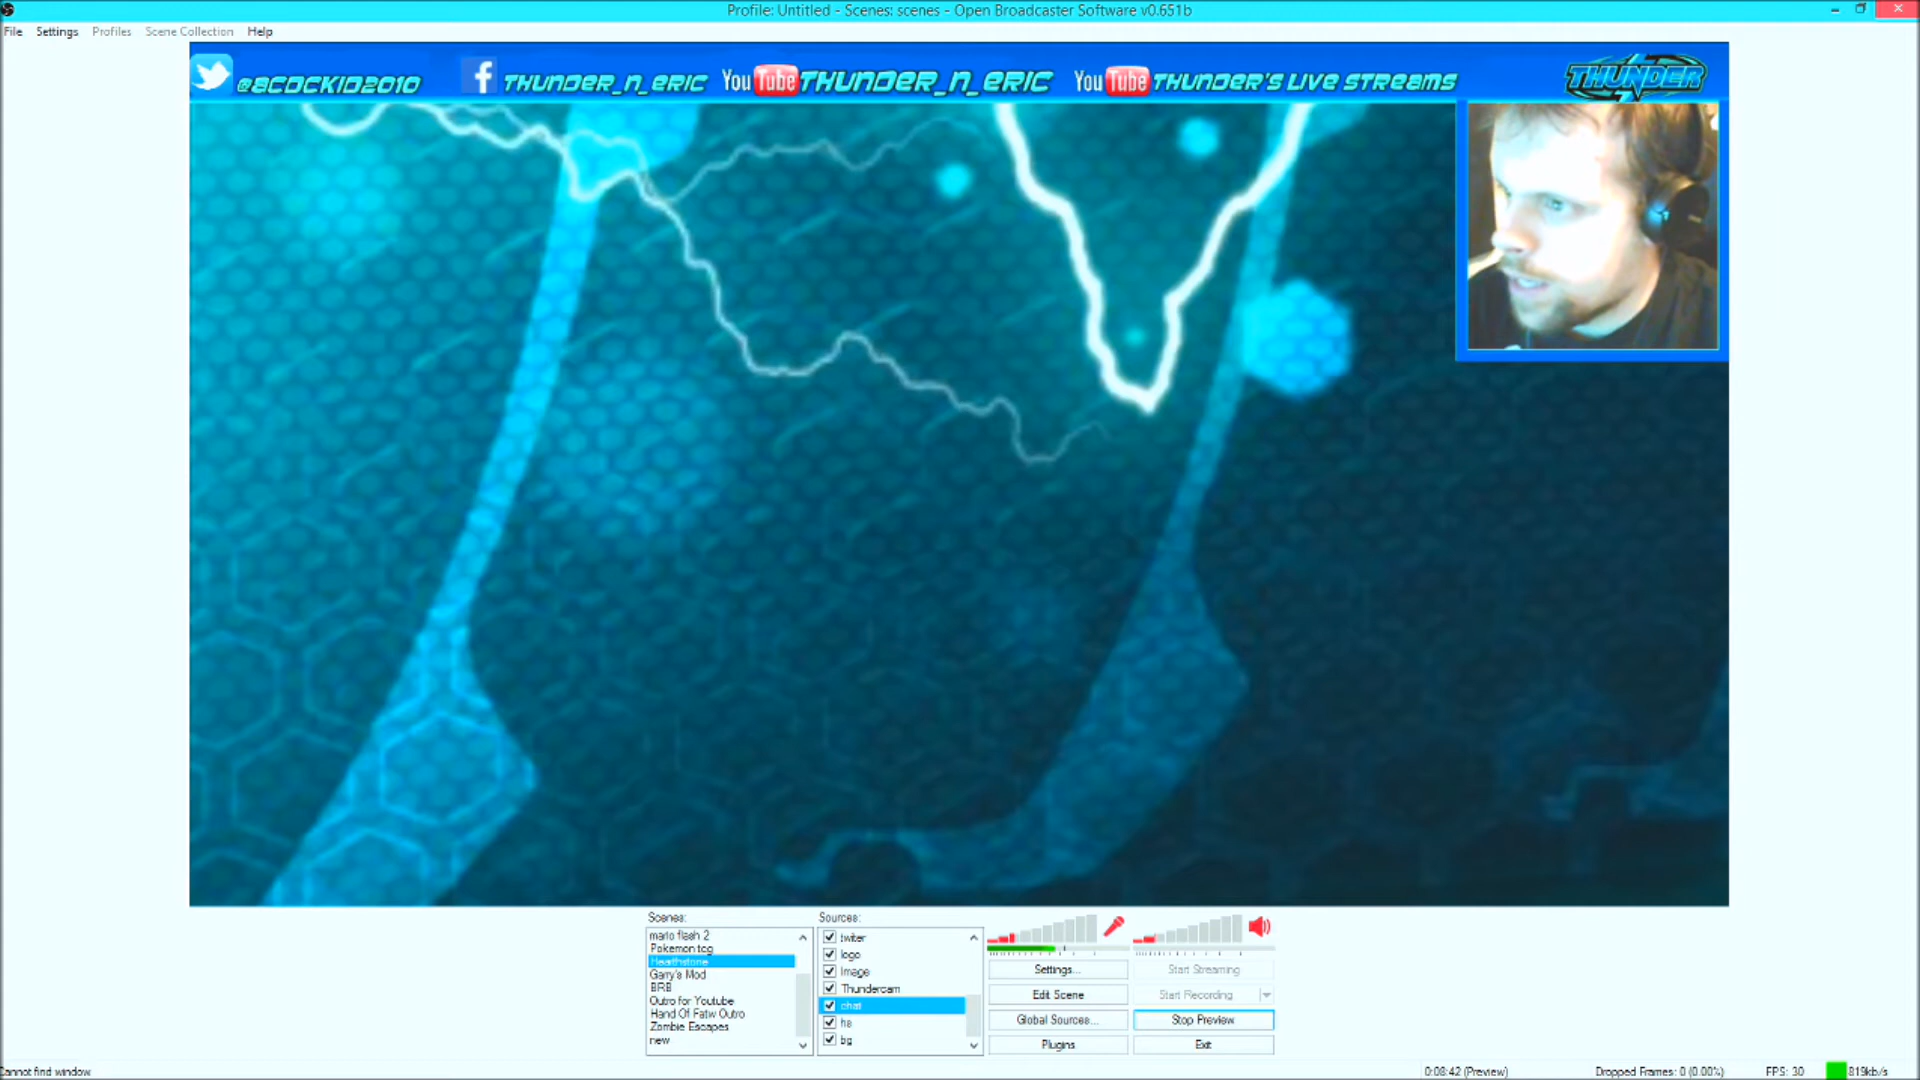 Profile: Untitled - Scenes: scenes - Open Broadcaster Software v0.651b
File Settings Profiles Scene Collection Help
@8CDCKID2010 THUNDER_N_ERIC YouTube THUNDER_N_ERIC YouTube THUNDER'S LIVE STREAMS THUNDER
Scenes:
mario flash 2
Pokemon tcg
Hearthstone
Garry's Mod
BRB
Outro for Youtube
Hand Of Fatw Outro
Zombie Escapes
new
Sources:
twiter
logo
Image
Thundercam
chat
hs
bg
Settings...
Edit Scene
Global Sources...
Plugins
Start Streaming
Start Recording
Stop Preview
Exit
Cannot find window 0:08:42 (Preview) Dropped Frames: 0 (0.00%) FPS: 30 819kb/s